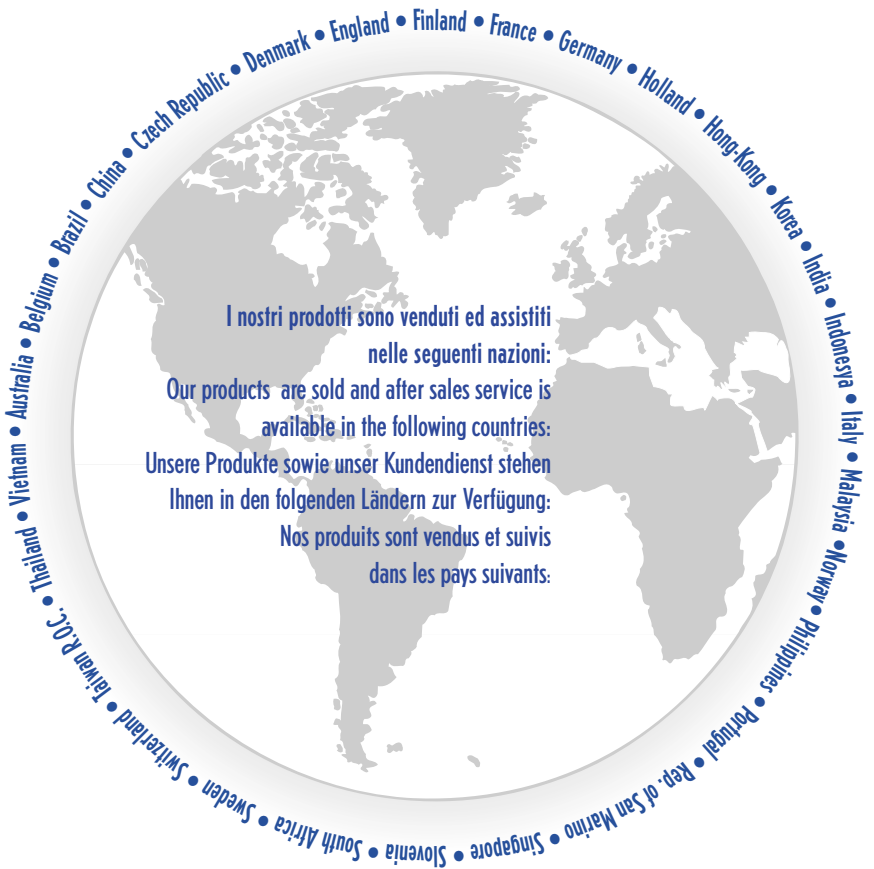 Australia • Belgium • Brazil • China • Czech Republic • Denmark • England • Finland • France • Germany • Holland • Hong-Kong • Korea • India • Indonesya • Italy • Malaysia • Norway • Philippines • Portugal • Rep. of San Marino • Singapore • Slovenia • South Africa • Sweden • Switzerland • Taiwan R.O.C. • Thailand • Vietnam •
I nostri prodotti sono venduti ed assistiti
nelle seguenti nazioni:
Our products are sold and after sales service is
available in the following countries:
Unsere Produkte sowie unser Kundendienst stehen
Ihnen in den folgenden Ländern zur Verfügung:
Nos produits sont vendus et suivis
dans les pays suivants: